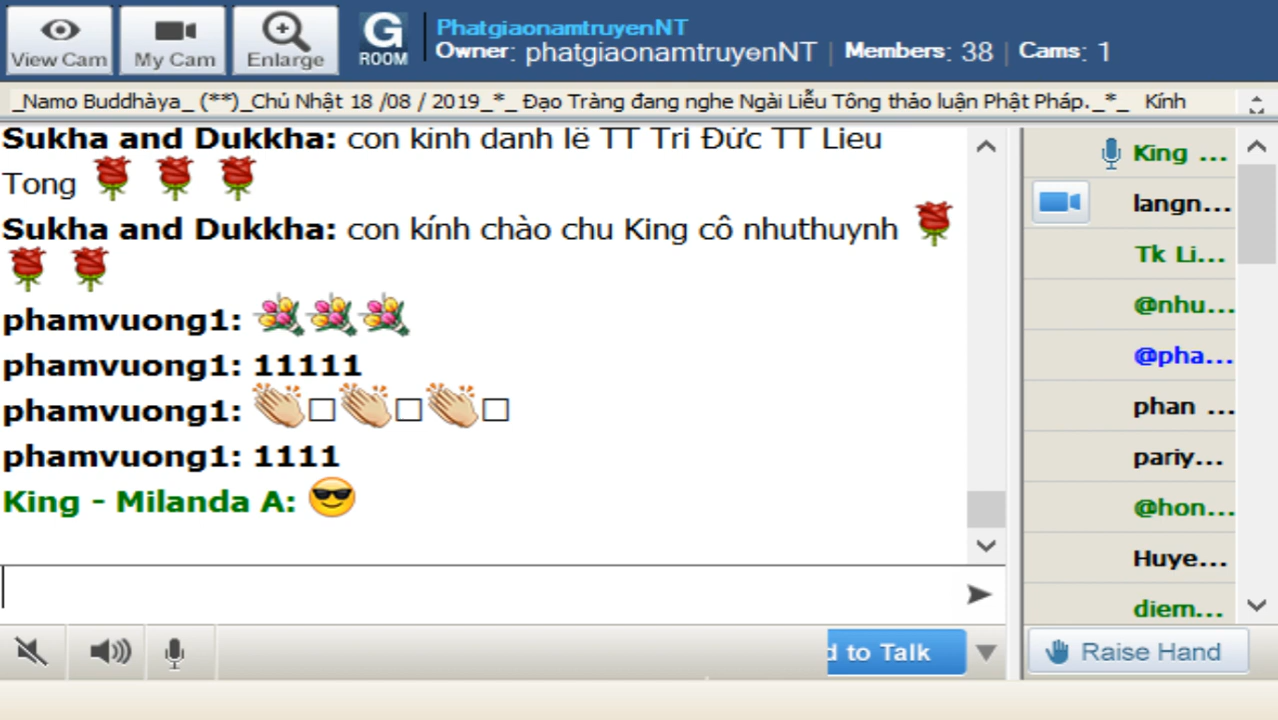 View Cam
My Cam
Enlarge
G
ROOM
PhatgiaonamtruyenNT
Owner: phatgiaonamtruyenNT | Members: 38 | Cams: 1
_Namo Buddhàya_ (**)_Chủ Nhật 18 /08 / 2019_*_ Đạo Tràng đang nghe Ngài Liễu Tông thảo luận Phật Pháp._*_ Kính
Sukha and Dukkha: con kính danh lê TT Tri Đức TT Lieu
Tong
Sukha and Dukkha: con kính chào chu King cô nhuthuynh
phamvuong1:
phamvuong1: 11111
phamvuong1:
phamvuong1: 1111
King - Milanda A:
King ...
langn...
Tk Li...
@nhu...
@pha...
phan ...
pariy...
@hon...
Huye...
diem...
to Talk
Raise Hand